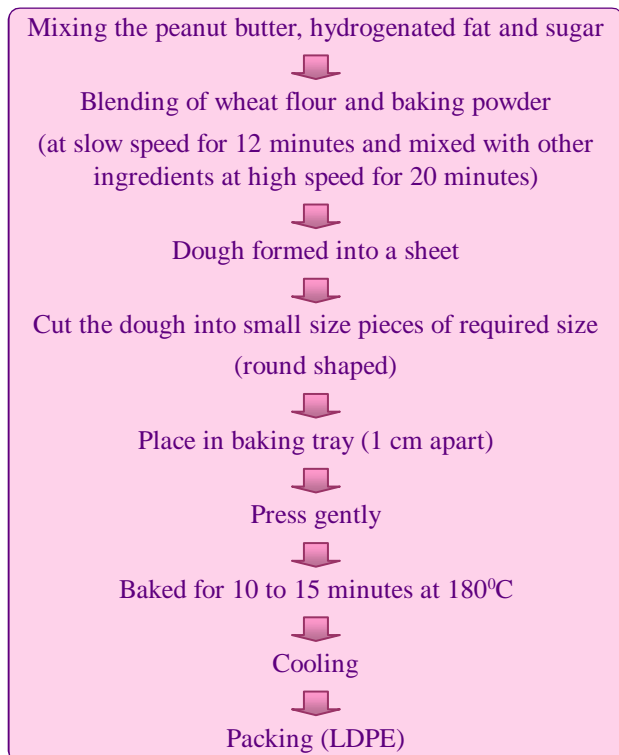 Mixing the peanut butter, hydrogenated fat and sugar
Blending of wheat flour and baking powder
(at slow speed for 12 minutes and mixed with other
ingredients at high speed for 20 minutes)
Dough formed into a sheet
Cut the dough into small size pieces of required size
(round shaped)
Place in baking tray (1 cm apart)
Press gently
Baked for 10 to 15 minutes at 180⁰C
Cooling
Packing (LDPE)